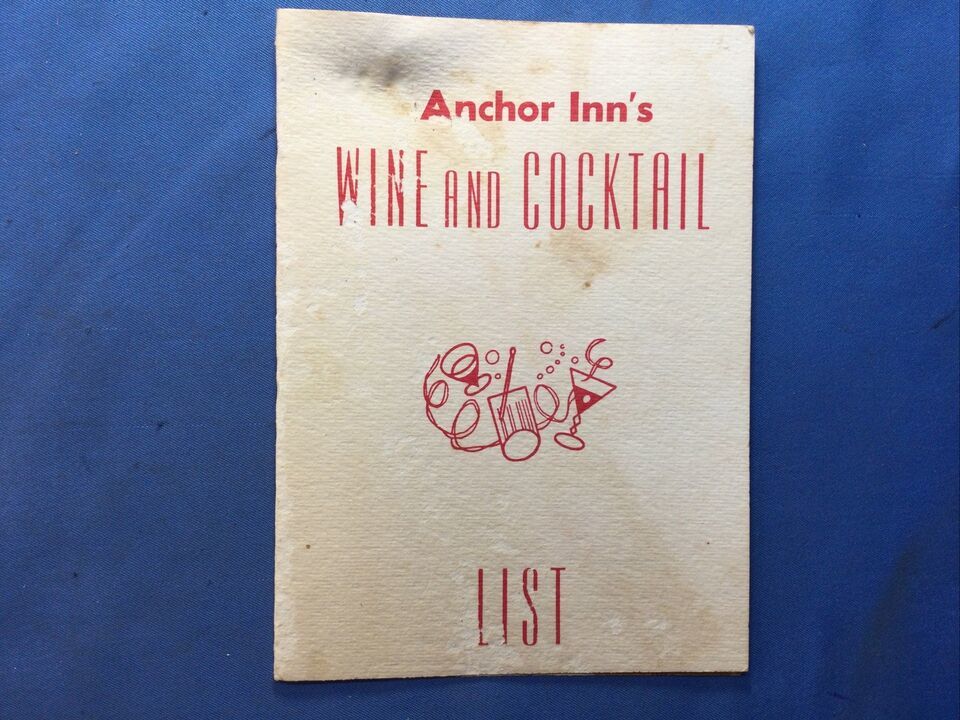 Anchor Inn's
WINE AND COCKTAIL
LIST